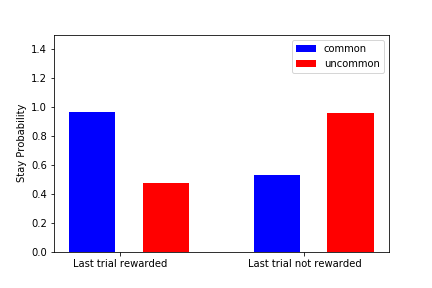 common
uncommon
1.4
1.2
1.0
0.8
0.6
0.4
0.2
0.0
Stay Probability
Last trial rewarded
Last trial not rewarded